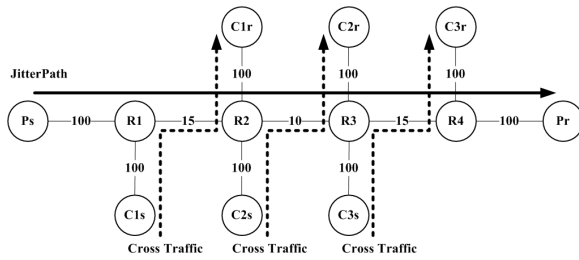 C1r C2r C3r
100 100 100
JitterPath
Ps 100 R1 15 R2 10 R3 15 R4 100 Pr
100 100 100
C1s C2s C3s
Cross Traffic Cross Traffic Cross Traffic